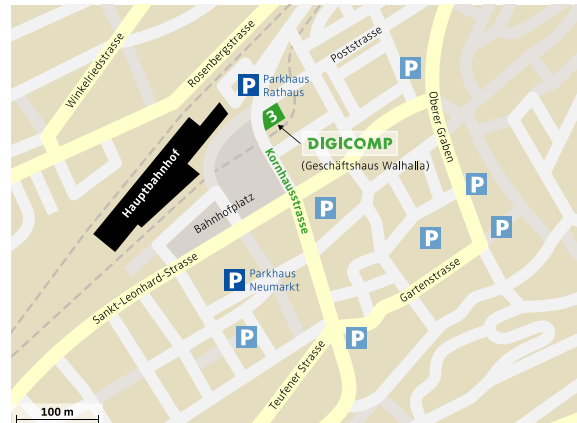 Winkelriedstrasse
Rosenbergstrasse
Poststrasse
P
P
Parkhaus
Rathaus
3
DIGICOMP
(Geschäftshaus Walhalla)
Oberer Graben
Hauptbahnhof
Kornhausstrasse
Bahnhofplatz
P
P
P
P
Sankt-Leonhard-Strasse
P
Parkhaus
Neumarkt
Gartenstrasse
P
P
Teufener Strasse
100 m